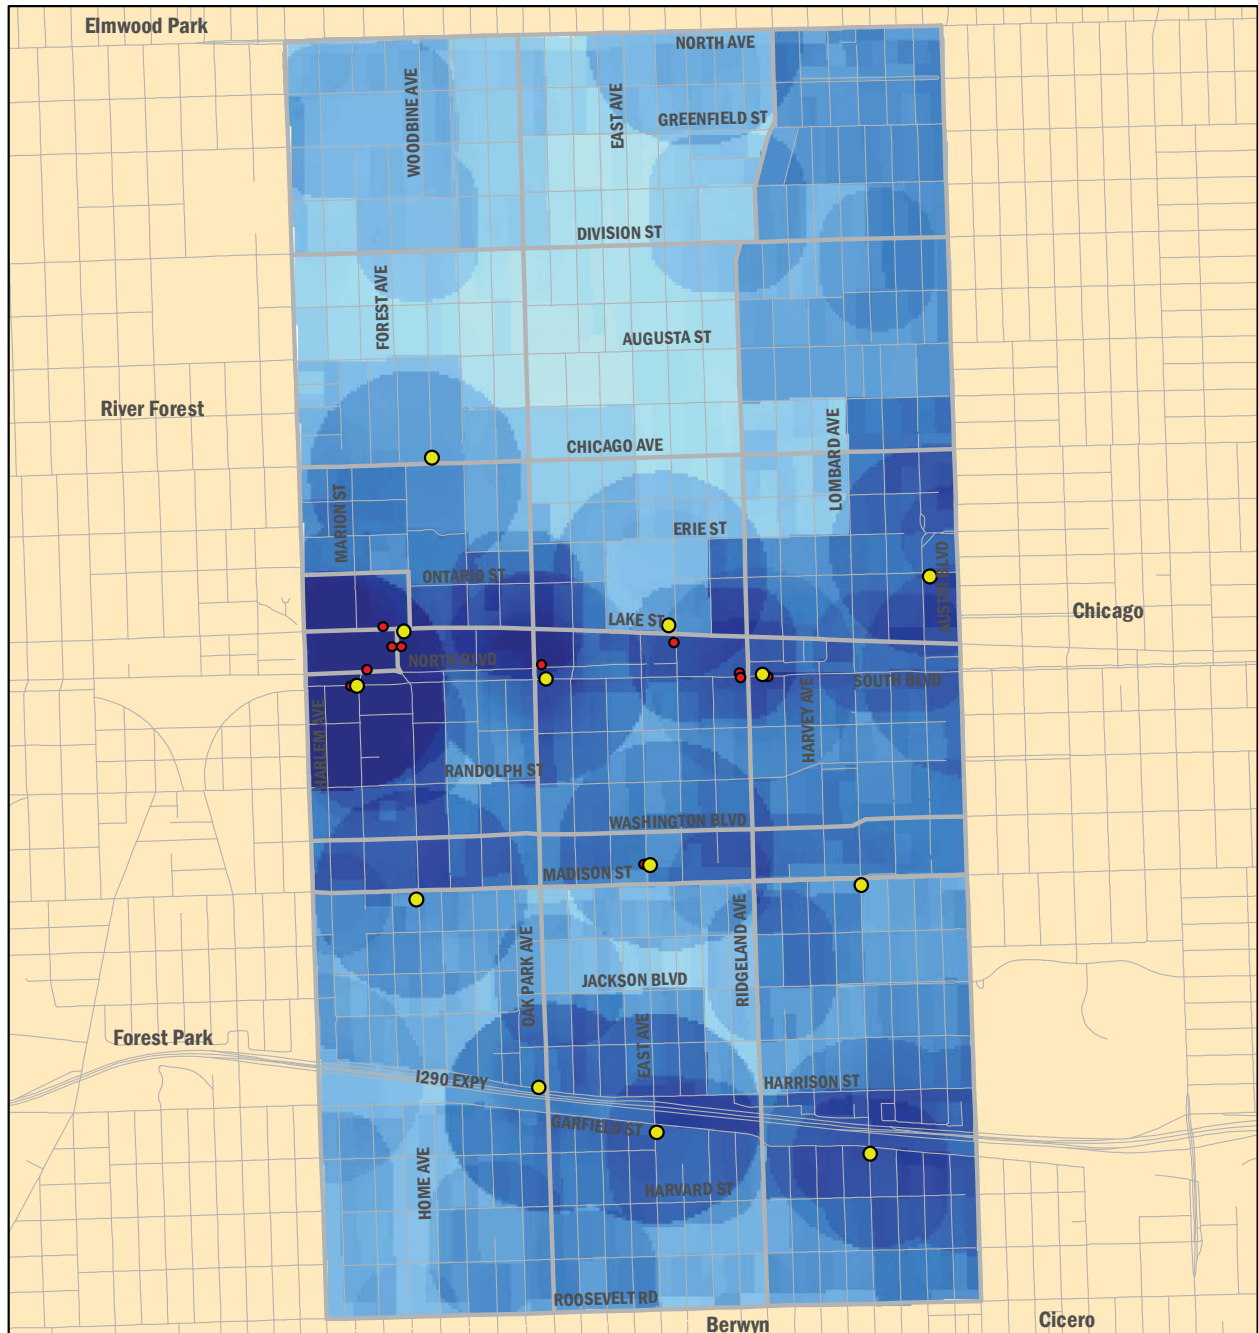 Elmwood Park
NORTH AVE
WOODBINE AVE
EAST AVE
GREENFIELD ST
DIVISION ST
FOREST AVE
AUGUSTA ST
River Forest
CHICAGO AVE
LOMBARD AVE
MARION ST
ERIE ST
ONTARID ST
AUSTIN BLVD
Chicago
LAKE ST
NORTH BLVD
SOUTH BLVD
HARLEM AVE
HARVEY AVE
RANDOLPH ST
WASHINGTON BLVD
MADISON ST
OAK PARK AVE
RIDGELAND AVE
JACKSON BLVD
EAST AVE
Forest Park
I290 EXPY
HARRISON ST
GARFIELD ST
HOME AVE
HARVARD ST
ROOSEVELT RD
Berwyn
Cicero